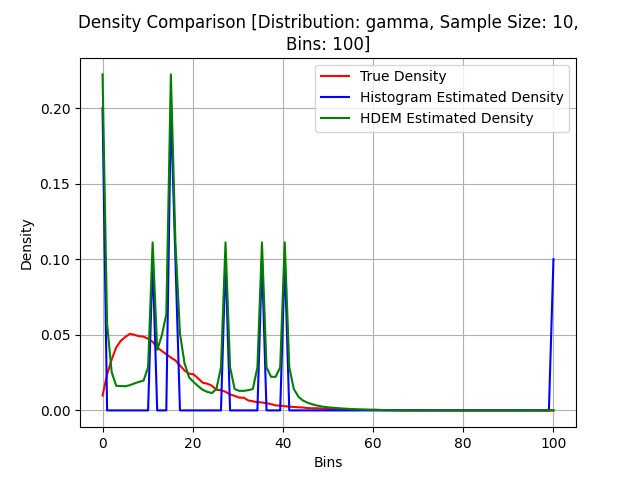 Density Comparison [Distribution: gamma, Sample Size: 10,
Bins: 100]
True Density
Histogram Estimated Density
HDEM Estimated Density
Density
0.20
0.15
0.10
0.05
0.00
0
20
40
60
80
100
Bins